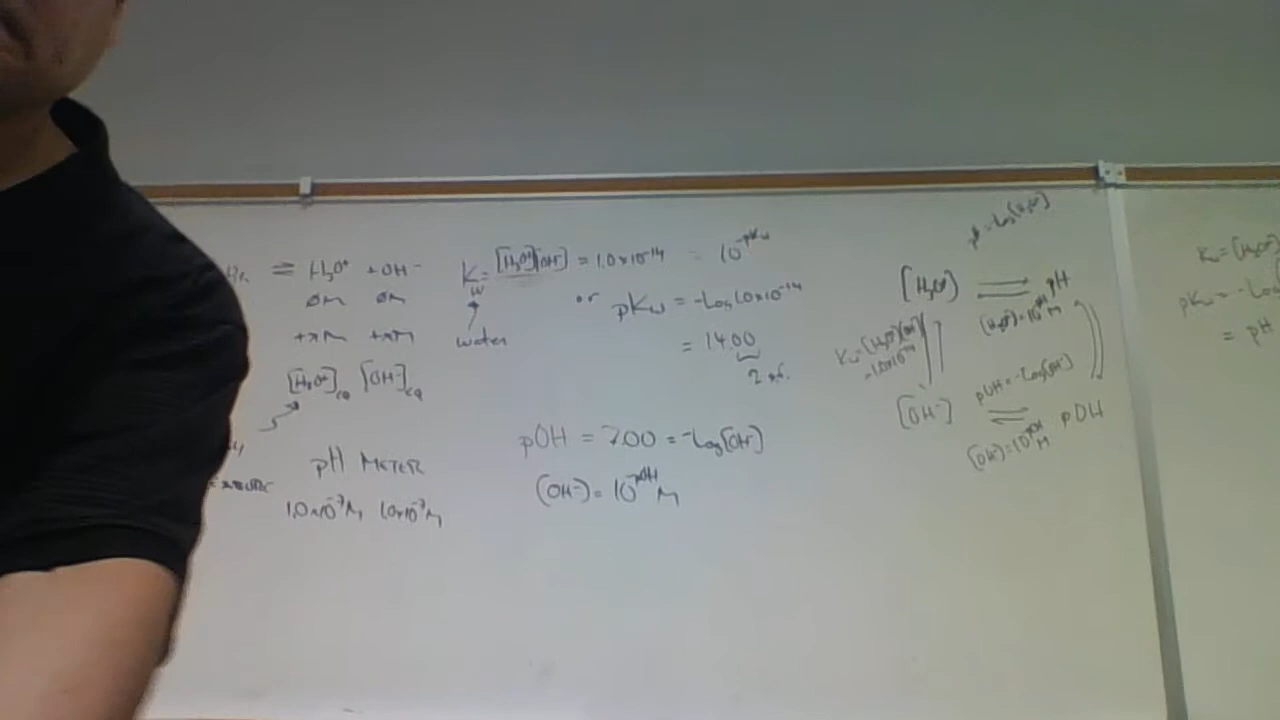 ⇌ H₃O⁺ + OH⁻
øM øM
+xM +xM
[H₃O⁺]eq [OH⁻]eq
pH METER
1.0×10⁻⁷M 1.0×10⁻⁷M
Kw = [H₃O⁺][OH⁻] = 1.0×10⁻¹⁴ = 10⁻ᵖᴷʷ
water
or pKw = -Log 1.0×10⁻¹⁴
= 14.00
2 s.f.
pOH = 7.00 = -Log[OH⁻]
[OH⁻] = 10⁻ᵖᴼᴴ M
pH = -Log[H₃O⁺]
[H₃O⁺] ⇌ pH
[H₃O⁺] = 10⁻ᵖᴴ M
Kw = [H₃O⁺][OH⁻]
= 1.0×10⁻¹⁴
pOH = -Log[OH⁻]
[OH⁻] ⇌ pOH
[OH⁻] = 10⁻ᵖᴼᴴ M
Kw = [H₃O⁺]
pKw = -Log
= pH